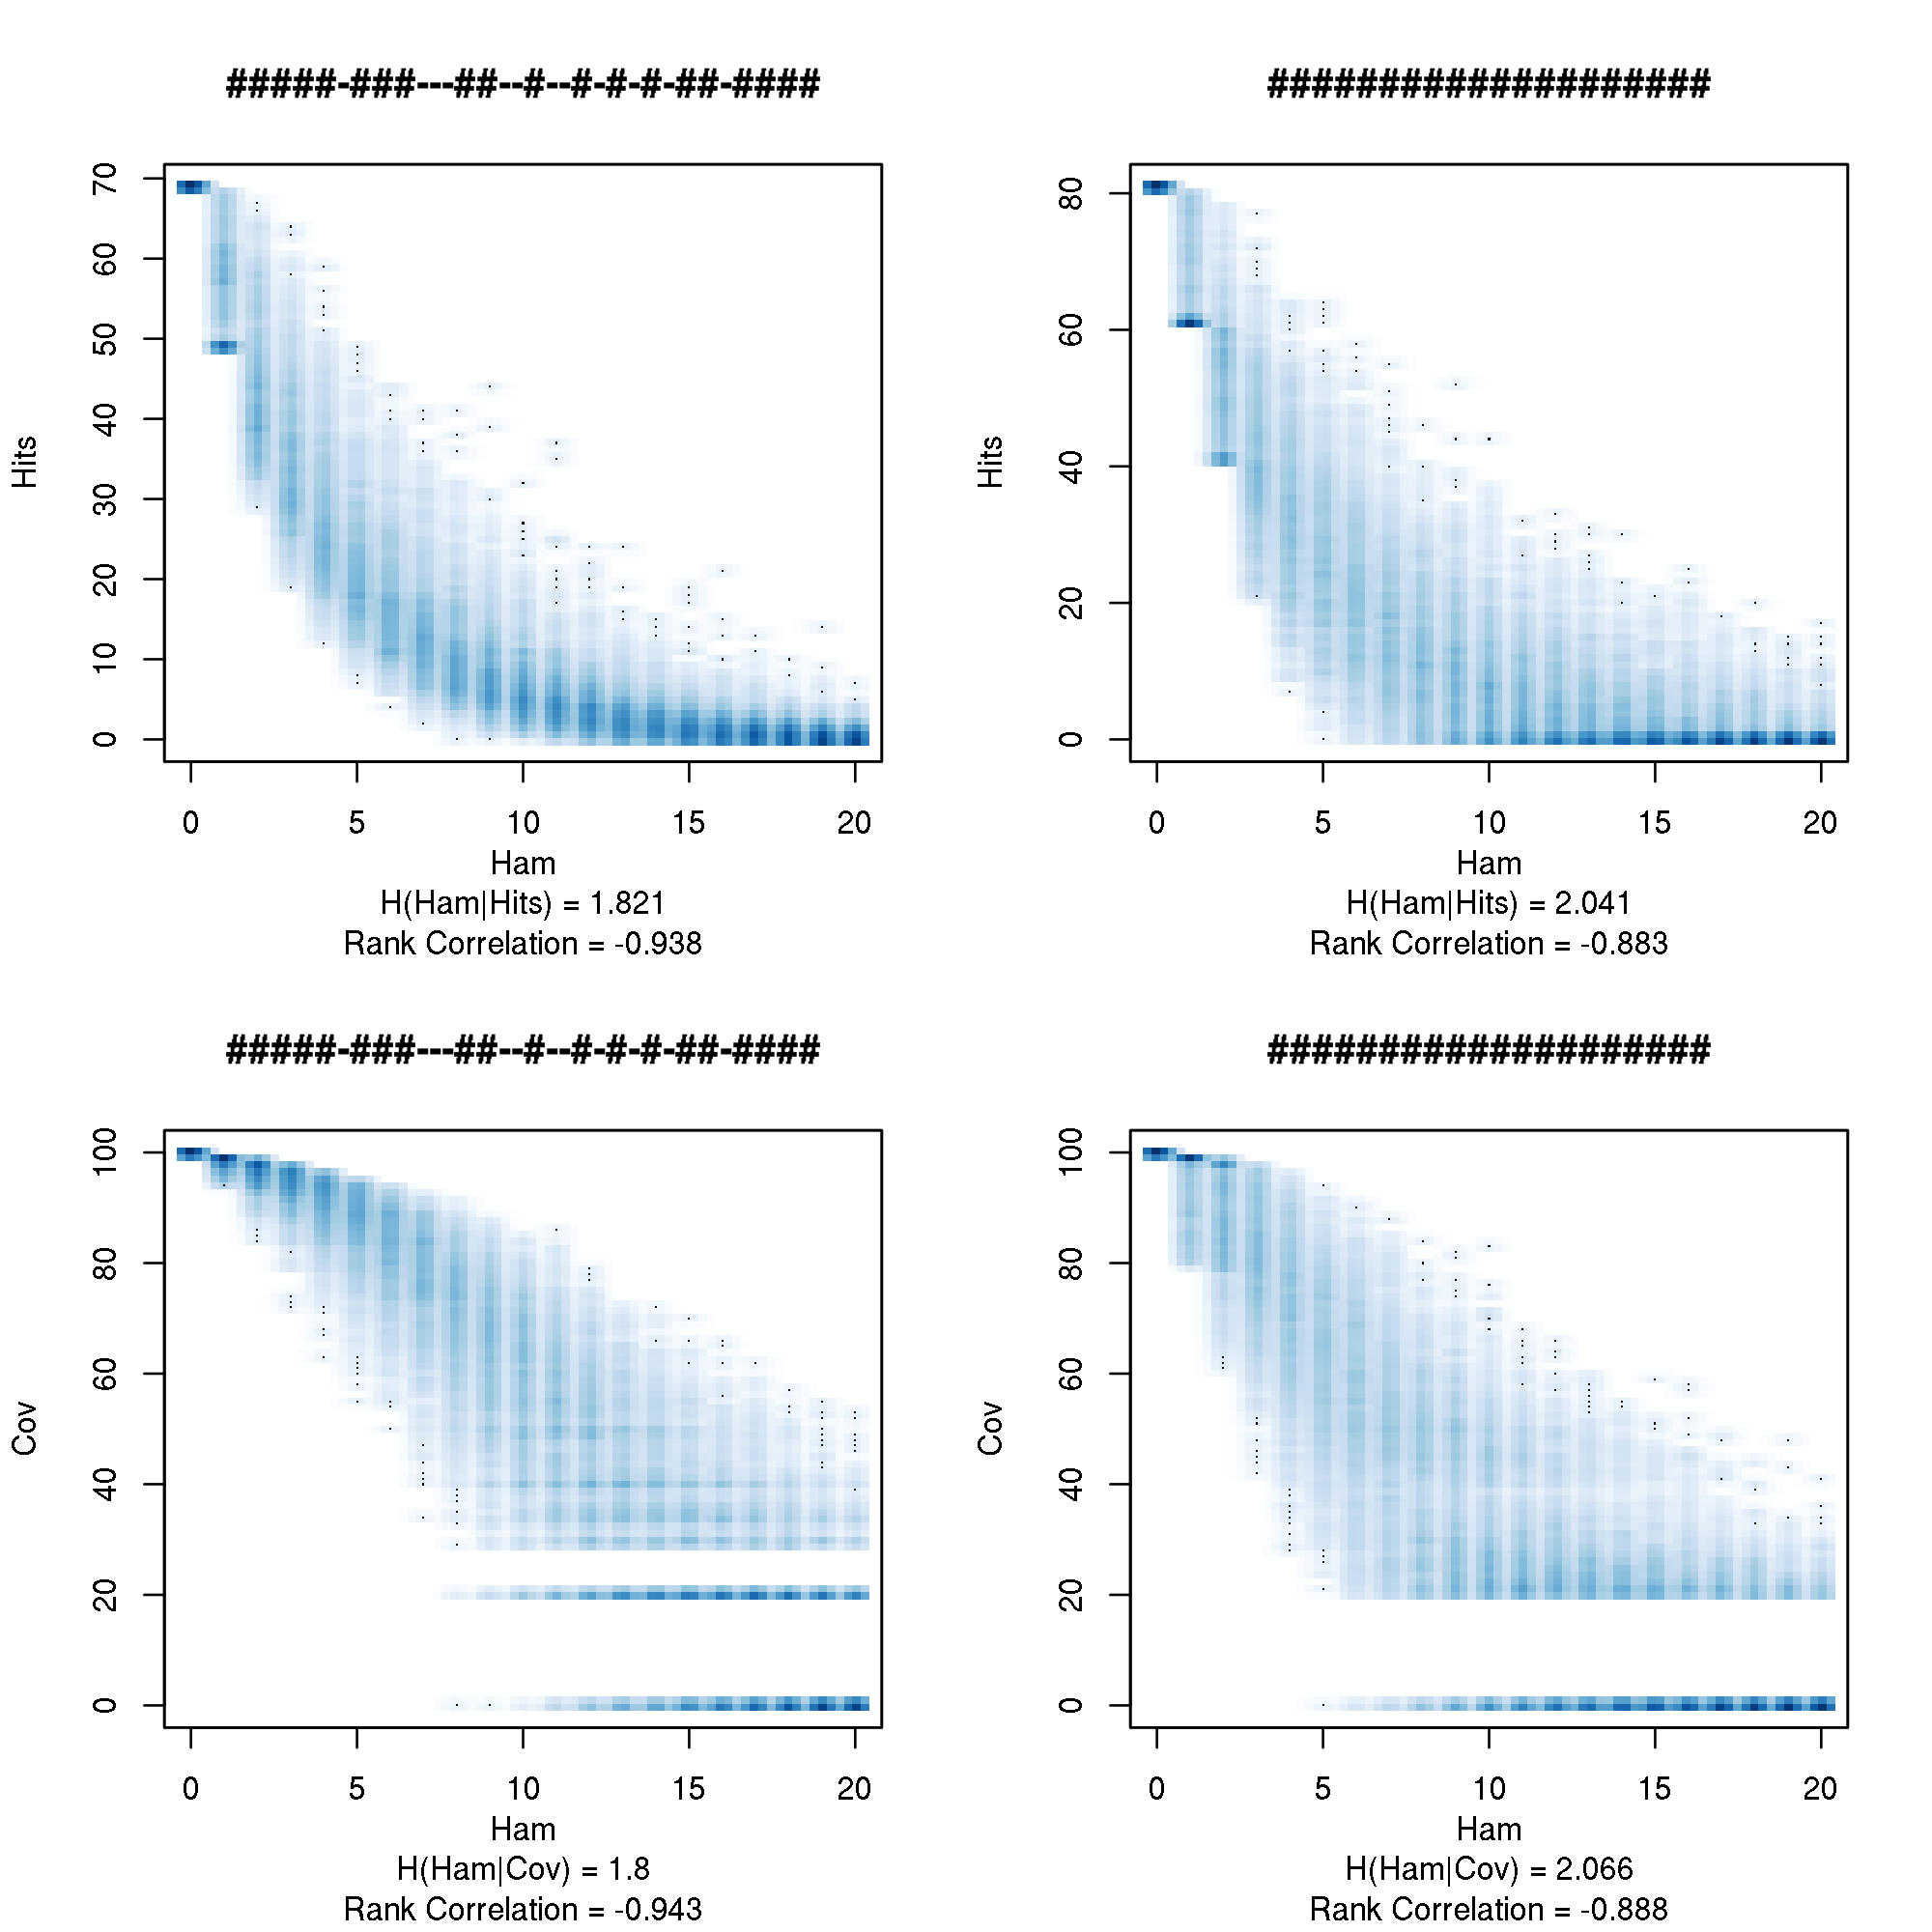 #####-###---##--#--#-#-#-##-####
Hits
0 10 20 30 40 50 60 70
0 5 10 15 20
Ham
H(Ham|Hits) = 1.821
Rank Correlation = -0.938
####################
Hits
0 20 40 60 80
0 5 10 15 20
Ham
H(Ham|Hits) = 2.041
Rank Correlation = -0.883
#####-###---##--#--#-#-#-##-####
Cov
0 20 40 60 80 100
0 5 10 15 20
Ham
H(Ham|Cov) = 1.8
Rank Correlation = -0.943
####################
Cov
0 20 40 60 80 100
0 5 10 15 20
Ham
H(Ham|Cov) = 2.066
Rank Correlation = -0.888